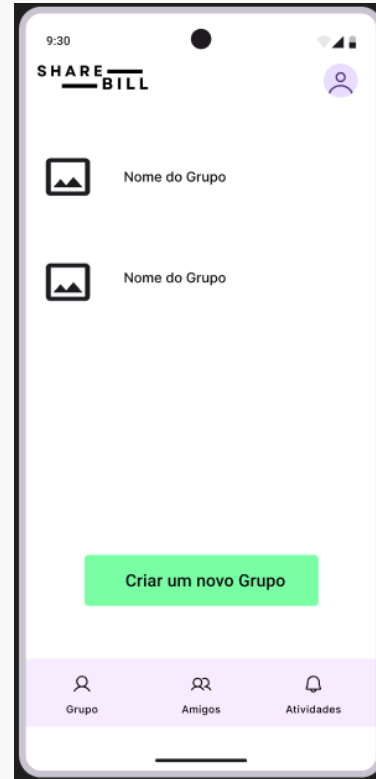 9:30
SHARE
BILL
Nome do Grupo
Nome do Grupo
Criar um novo Grupo
Grupo
Amigos
Atividades